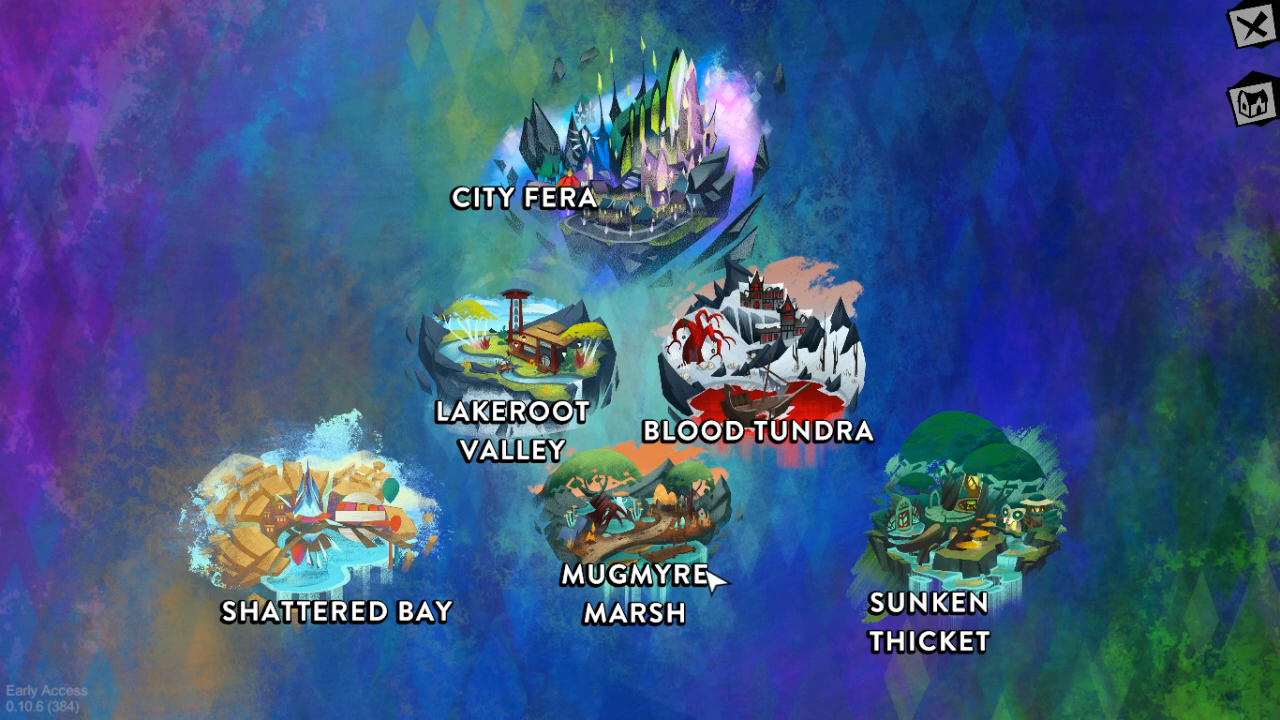 CITY FERA
LAKEROOT
VALLEY
BLOOD TUNDRA
SHATTERED BAY
MUGMYRE
MARSH
SUNKEN
THICKET
Early Access
0.10.6 (384)